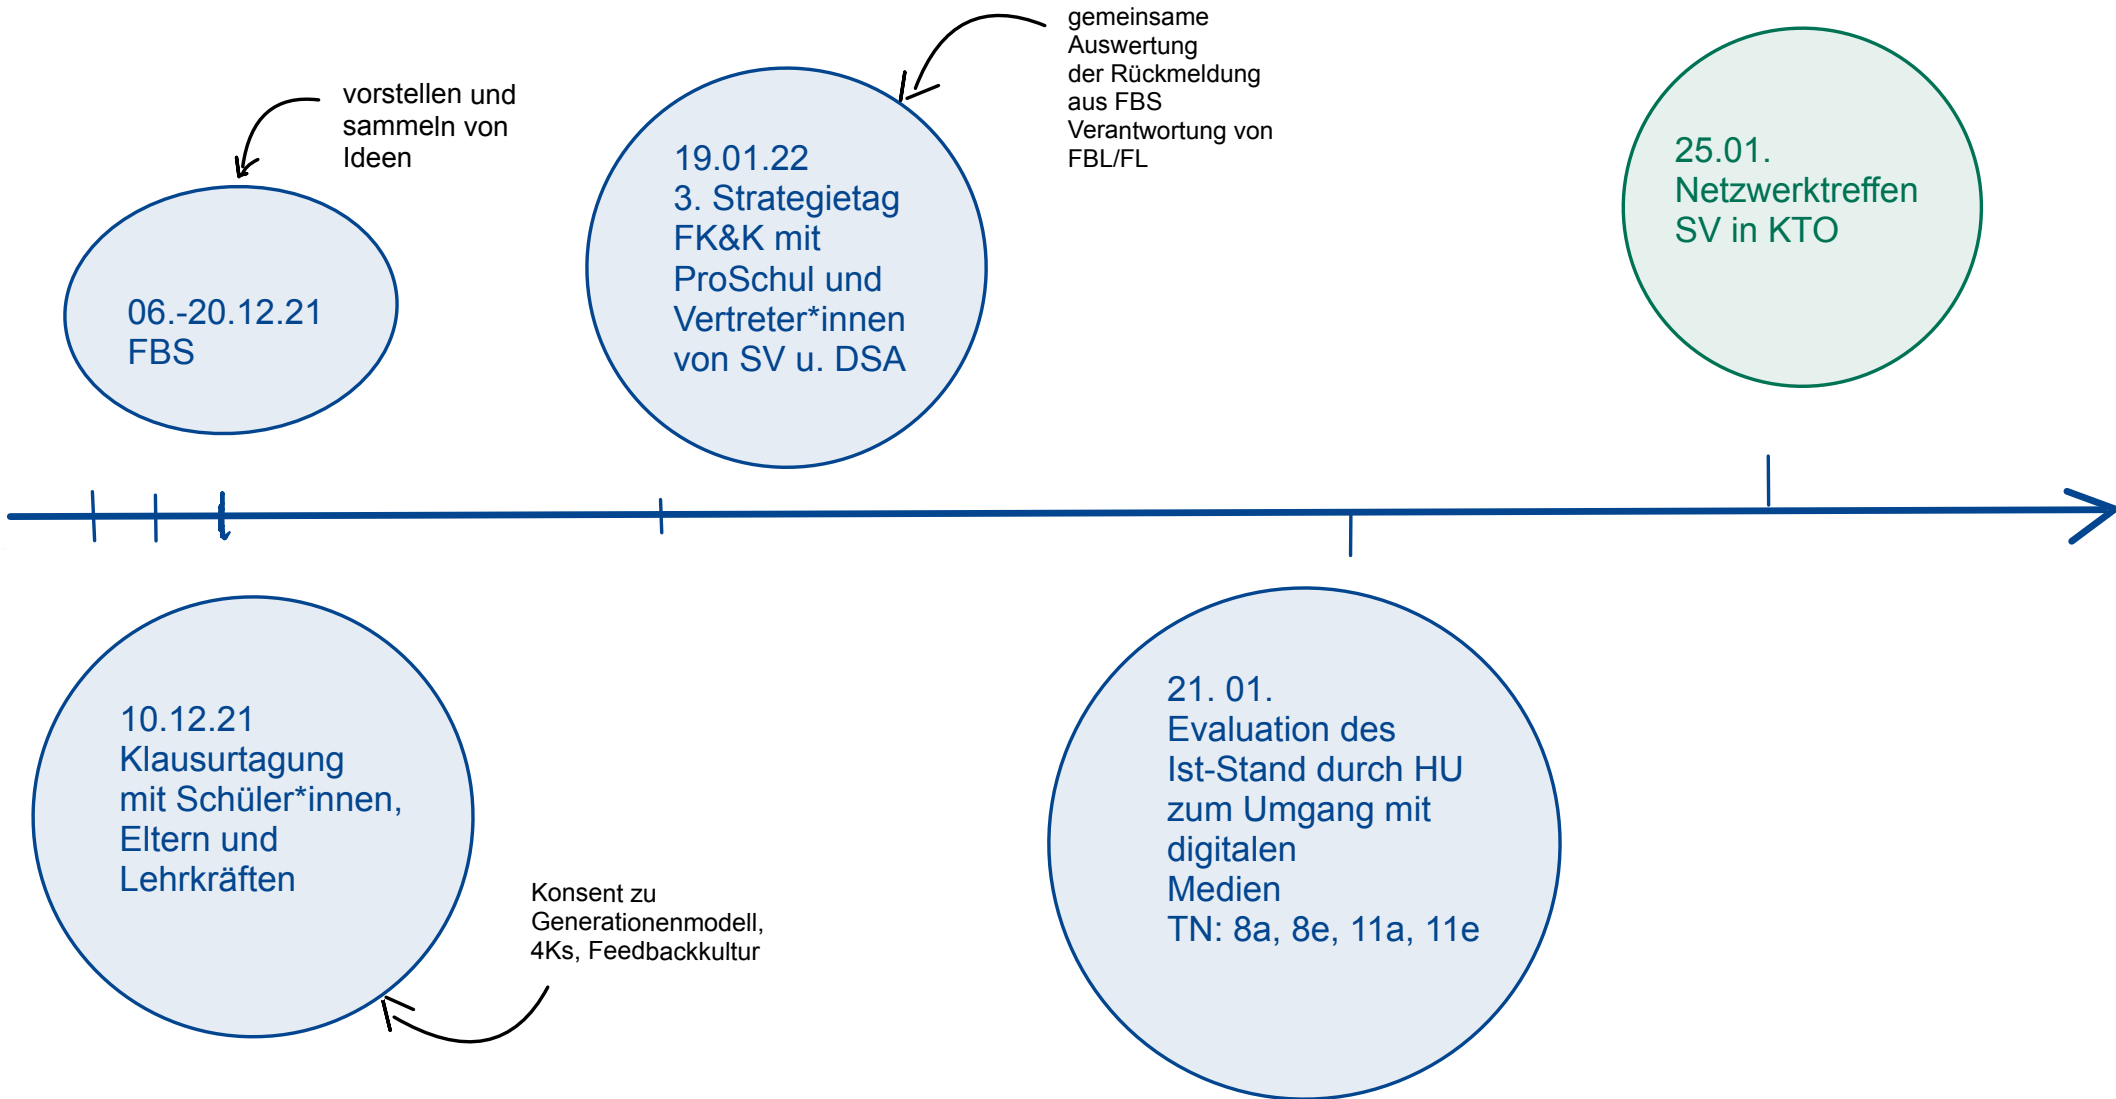 vorstellen und
sammeln von
Ideen
06.-20.12.21
FBS
gemeinsame
Auswertung
der Rückmeldung
aus FBS
Verantwortung von
FBL/FL
19.01.22
3. Strategietag
FK&K mit
ProSchul und
Vertreter*innen
von SV u. DSA
25.01.
Netzwerktreffen
SV in KTO
10.12.21
Klausurtagung
mit Schüler*innen,
Eltern und
Lehrkräften
Konsent zu
Generationenmodell,
4Ks, Feedbackkultur
21. 01.
Evaluation des
Ist-Stand durch HU
zum Umgang mit
digitalen
Medien
TN: 8a, 8e, 11a, 11e